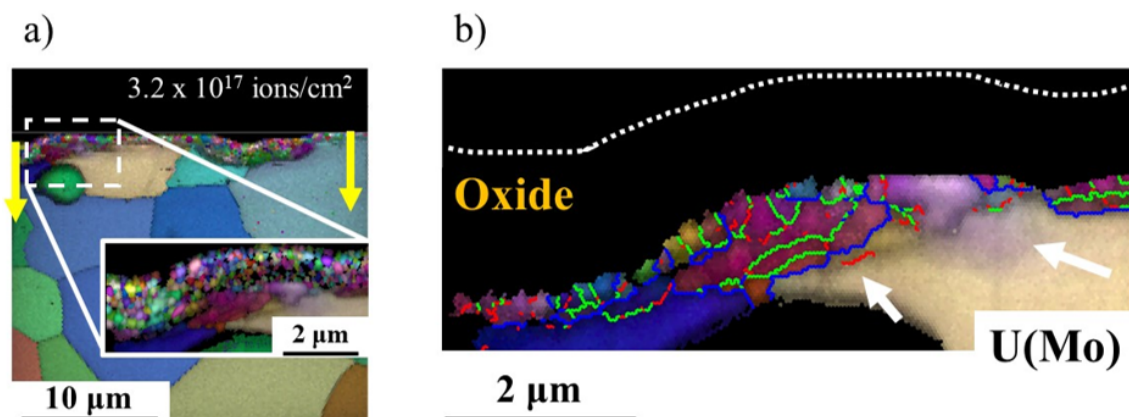 a)
3.2 x 10¹⁷ ions/cm²
2 µm
10 µm
b)
Oxide
U(Mo)
2 µm